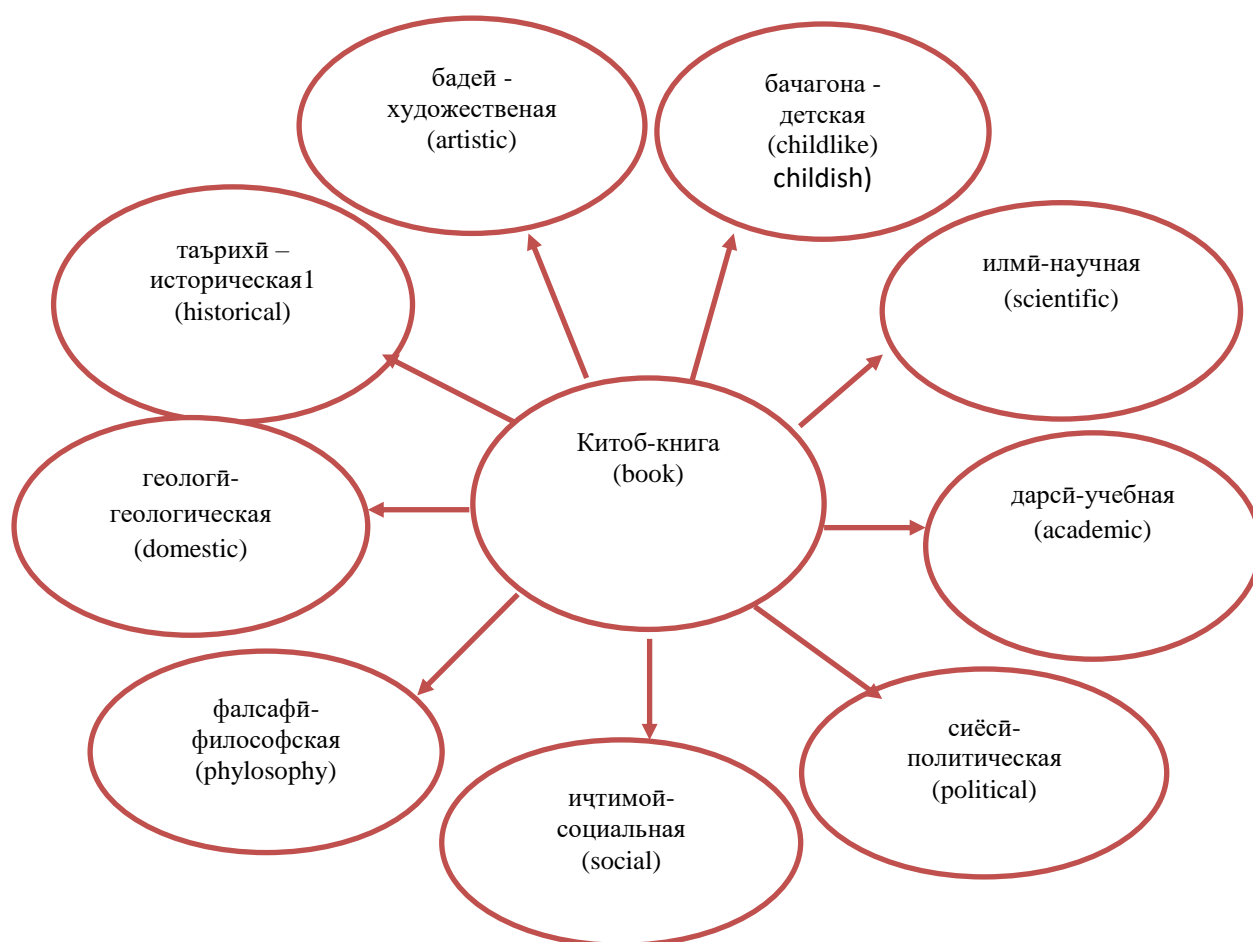 бадей -
художественая
(artistic)
бачагона -
детская
(childlike)
childish)
таърихӣ –
историческая1
(historical)
илмӣ-научная
(scientific)
Китоб-книга
(book)
геологӣ-
геологическая
(domestic)
дарсӣ-учебная
(academic)
фалсафӣ-
философская
(phylosophy)
сиёсӣ-
политическая
(political)
иҷтимоӣ-
социальная
(social)